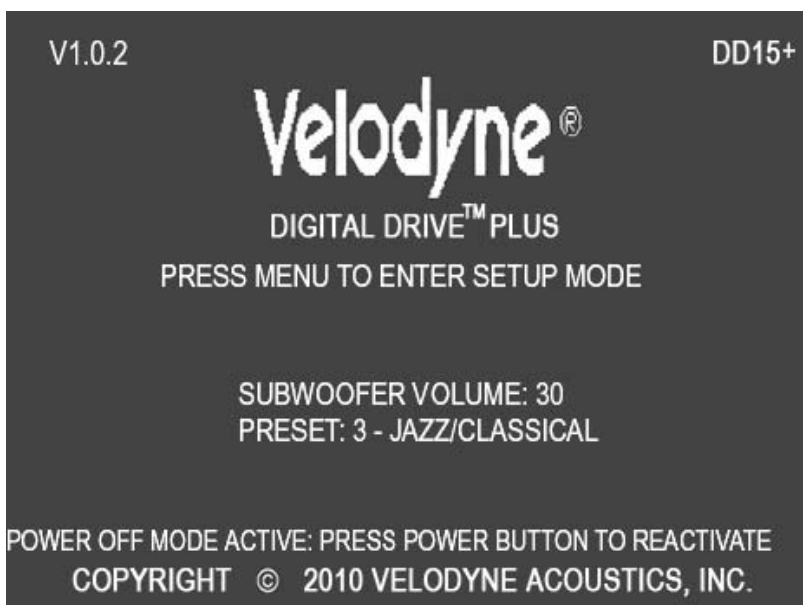 V1.0.2 DD15+
Velodyne®
DIGITAL DRIVE™ PLUS
PRESS MENU TO ENTER SETUP MODE
SUBWOOFER VOLUME: 30
PRESET: 3 - JAZZ/CLASSICAL
POWER OFF MODE ACTIVE: PRESS POWER BUTTON TO REACTIVATE
COPYRIGHT © 2010 VELODYNE ACOUSTICS, INC.